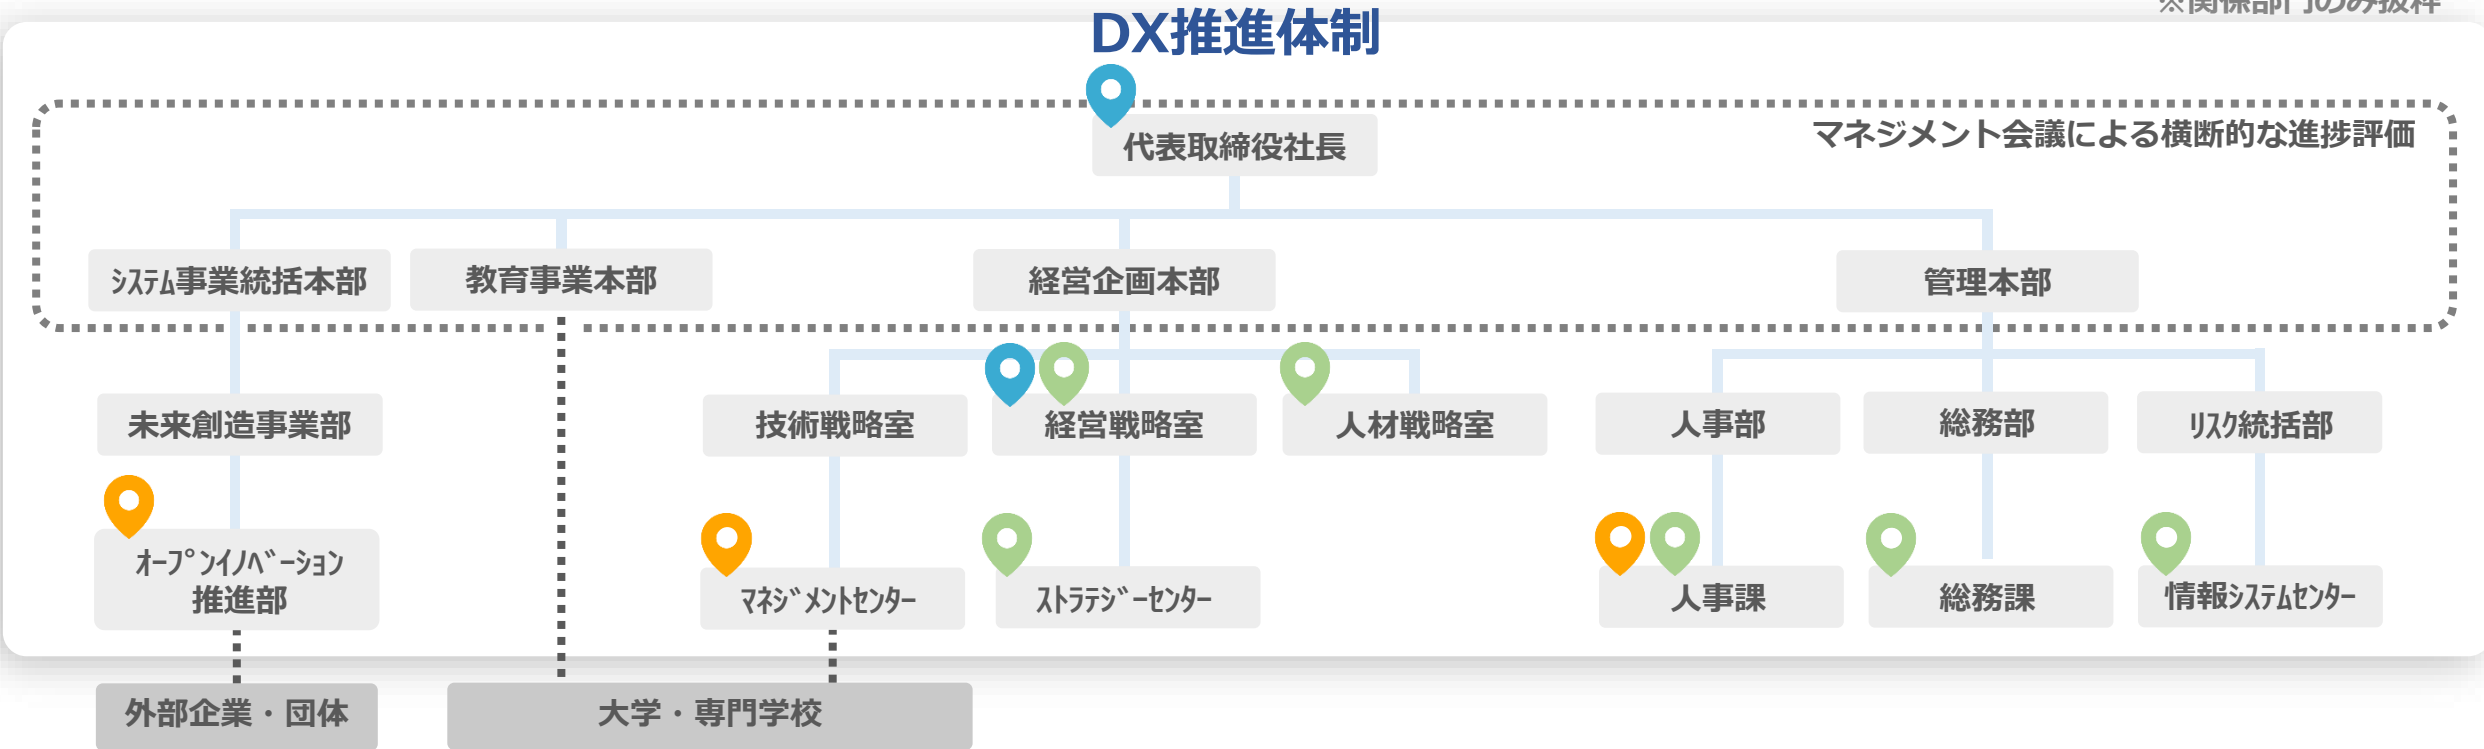 ※関係部門のみ抜粋
DX推進体制
代表取締役社長
マネジメント会議による横断的な進捗評価
ｼｽﾃﾑ事業統括本部
教育事業本部
経営企画本部
管理本部
未来創造事業部
技術戦略室
経営戦略室
人材戦略室
人事部
総務部
ﾘｽｸ統括部
ｵｰﾌﾟﾝｲﾉﾍﾞｰｼｮﾝ
推進部
ﾏﾈｼﾞﾒﾝﾄｾﾝﾀｰ
ｽﾄﾗﾃｼﾞｰｾﾝﾀｰ
人事課
総務課
情報ｼｽﾃﾑｾﾝﾀｰ
外部企業・団体
大学・専門学校